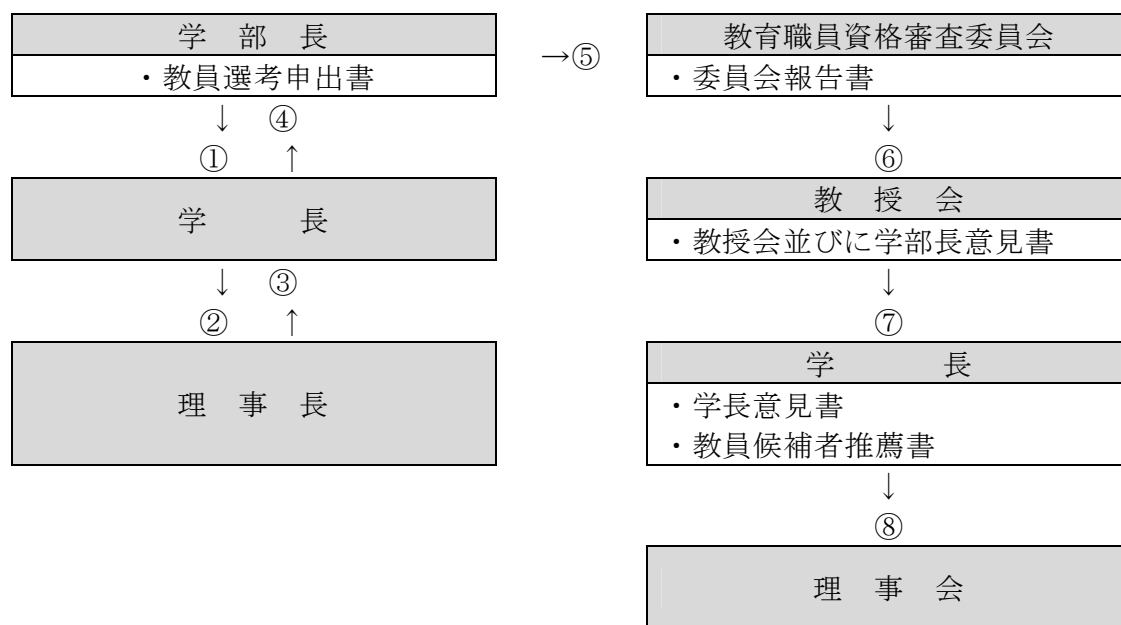 学 部 長
・教員選考申出書
↓ ④
① ↑
学 長
↓ ③
② ↑
理 事 長
→⑤
教育職員資格審査委員会
・委員会報告書
↓
⑥
教 授 会
・教授会並びに学部長意見書
↓
⑦
学 長
・学長意見書
・教員候補者推薦書
↓
⑧
理 事 会